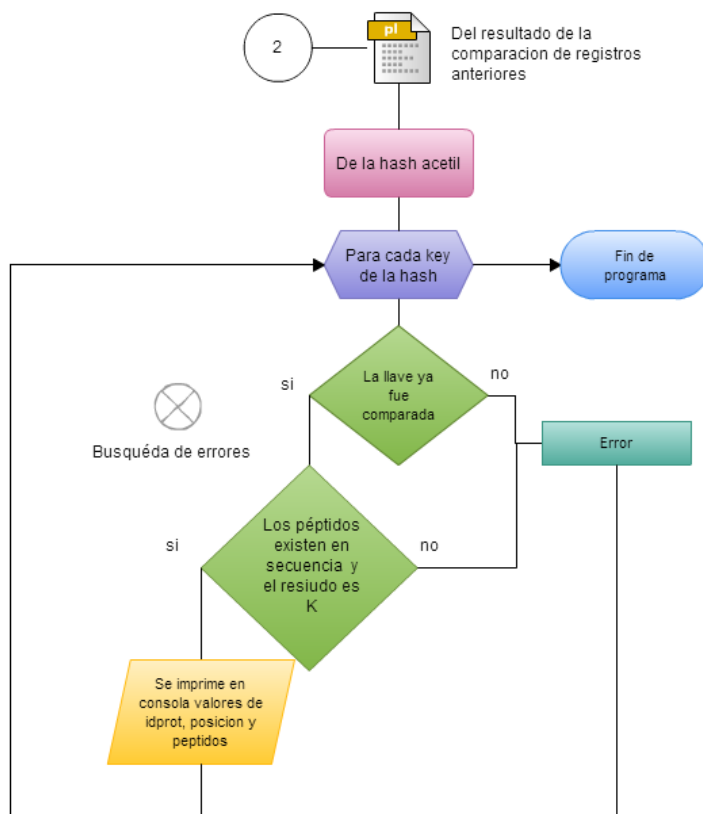 2
pl
Del resultado de la
comparacion de registros
anteriores
De la hash acetil
Para cada key
de la hash
Fin de
programa
si
La llave ya
fue
comparada
no
Busquéda de errores
Error
si
Los péptidos
existen en
secuencia y
el resiudo es
K
no
Se imprime en
consola valores de
idprot, posicion y
peptidos